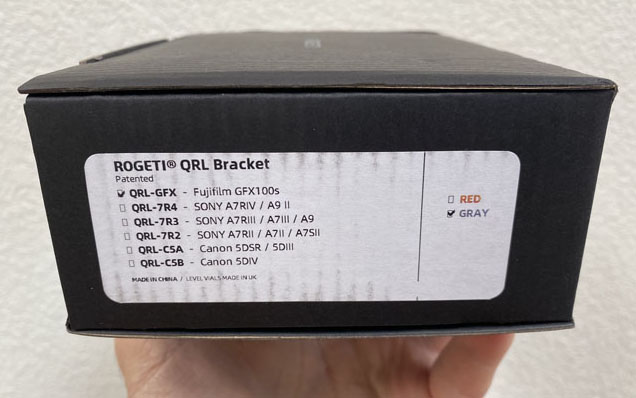 ROGETI® QRL Bracket
Patented
☑ QRL-GFX - Fujifilm GFX100s
☐ QRL-7R4 - SONY A7RIV / A9 II
☐ QRL-7R3 - SONY A7RIII / A7III / A9
☐ QRL-7R2 - SONY A7RII / A7II / A7SII
☐ QRL-C5A - Canon 5DSR / 5DIII
☐ QRL-C5B - Canon 5DIV
MADE IN CHINA / LEVEL VIALS MADE IN UK
☐ RED
☑ GRAY